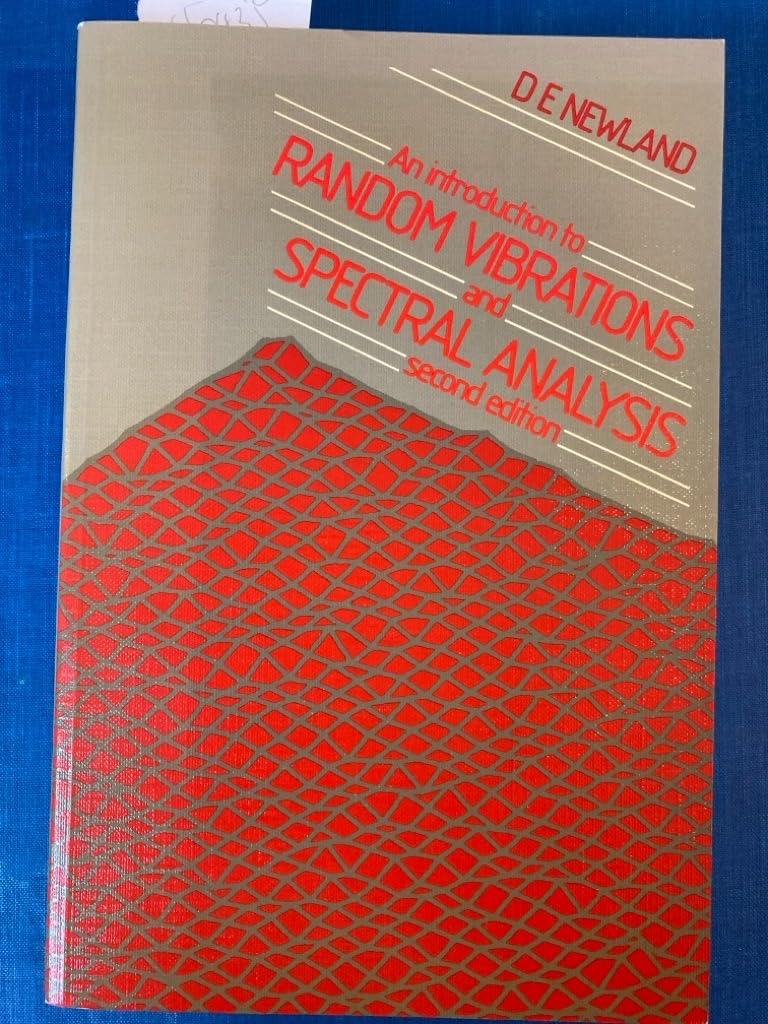 D E NEWLAND
An introduction to
RANDOM VIBRATIONS
and
SPECTRAL ANALYSIS
second edition